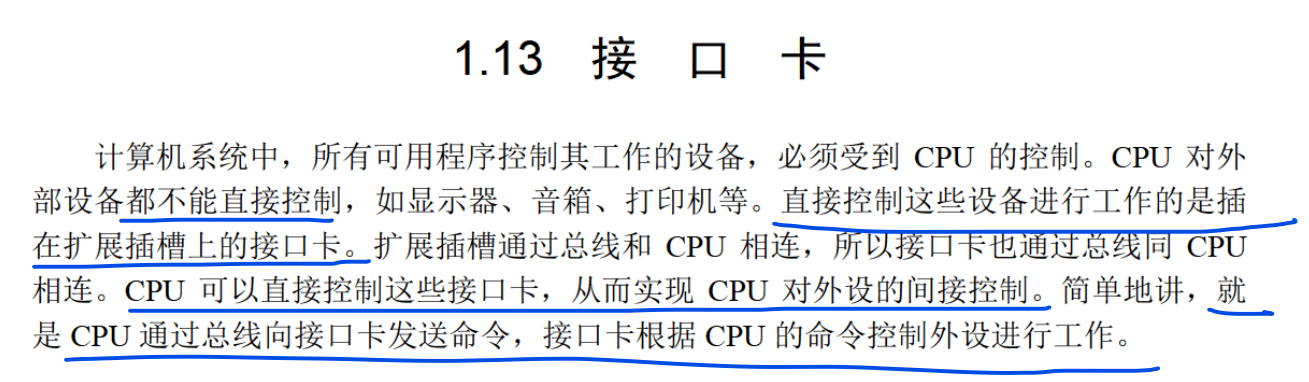 1.13 接 口 卡
计算机系统中，所有可用程序控制其工作的设备，必须受到 CPU 的控制。CPU 对外
部设备都不能直接控制，如显示器、音箱、打印机等。直接控制这些设备进行工作的是插
在扩展插槽上的接口卡。扩展插槽通过总线和 CPU 相连，所以接口卡也通过总线同 CPU
相连。CPU 可以直接控制这些接口卡，从而实现 CPU 对外设的间接控制。简单地讲，就
是 CPU 通过总线向接口卡发送命令，接口卡根据 CPU 的命令控制外设进行工作。